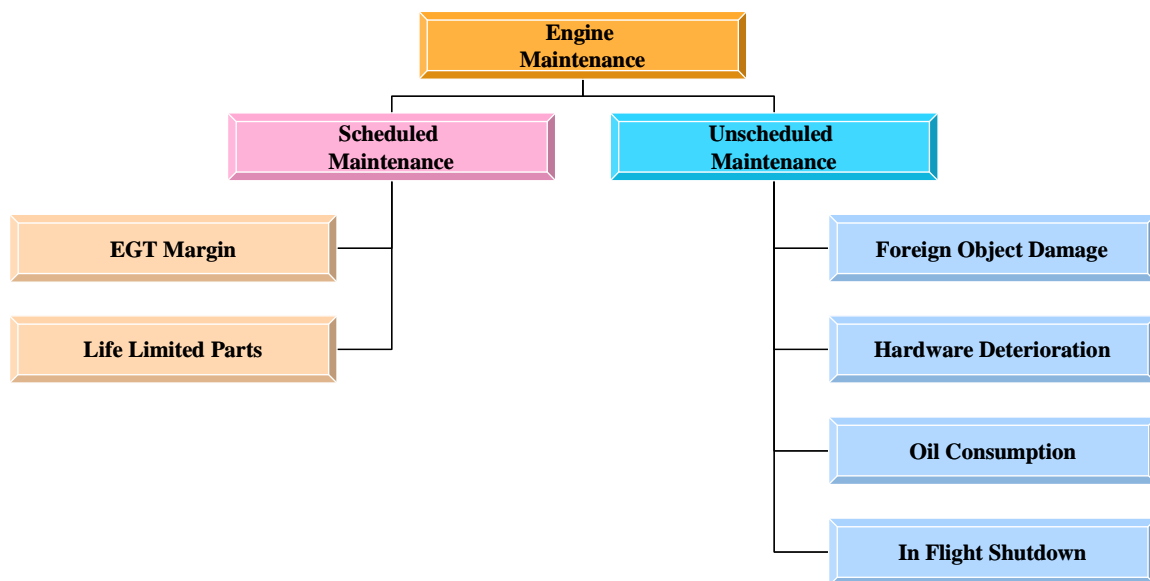 Engine
Maintenance
Scheduled
Maintenance
Unscheduled
Maintenance
EGT Margin
Life Limited Parts
Foreign Object Damage
Hardware Deterioration
Oil Consumption
In Flight Shutdown